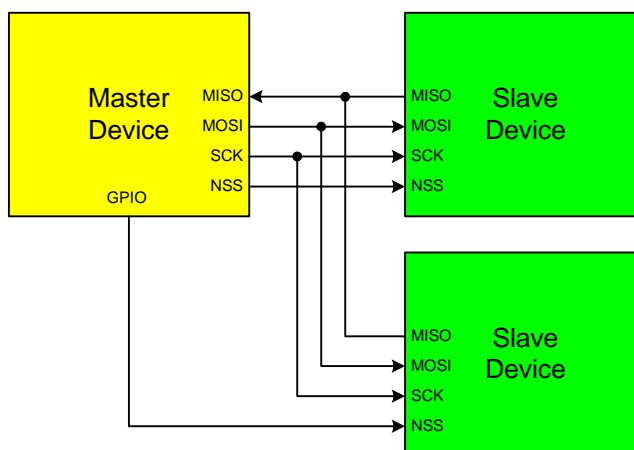 Master
Device
MISO
MOSI
SCK
NSS
GPIO
MISO
MOSI
SCK
NSS
Slave
Device
MISO
MOSI
SCK
NSS
Slave
Device